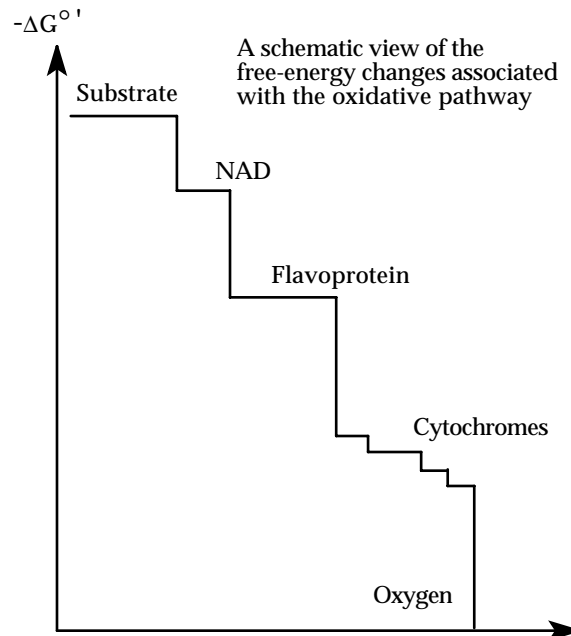 -ΔG°'
A schematic view of the
free-energy changes associated
with the oxidative pathway
Substrate
NAD
Flavoprotein
Cytochromes
Oxygen